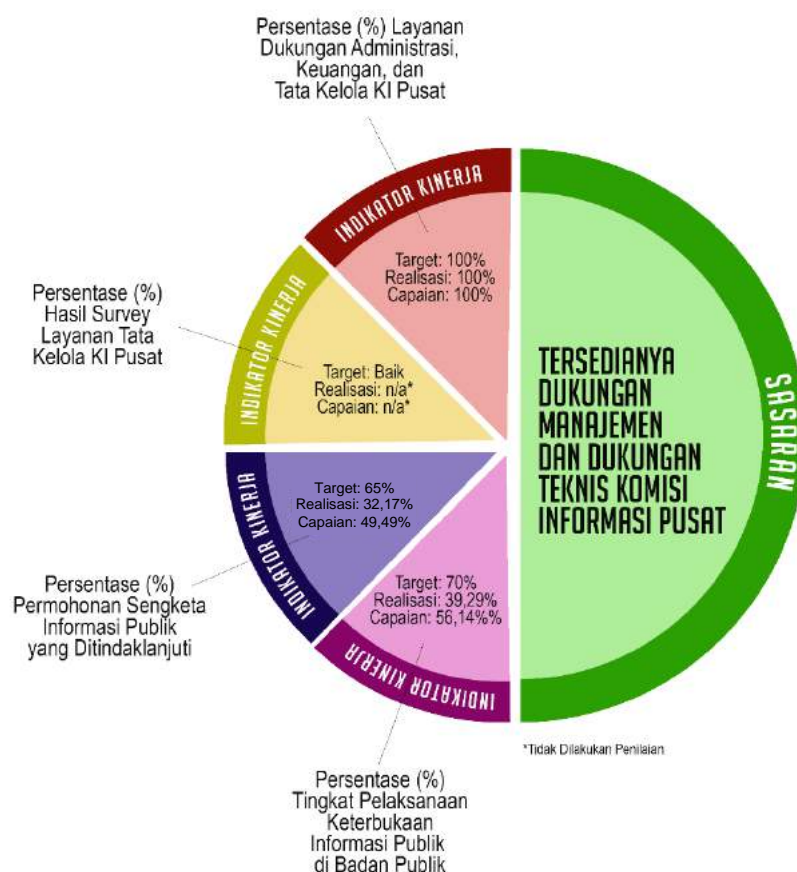 Persentase (%) Layanan
Dukungan Administrasi,
Keuangan, dan
Tata Kelola KI Pusat
INDIKATOR KINERJA
Target: 100%
Realisasi: 100%
Capaian: 100%
Persentase (%)
Hasil Survey
Layanan Tata
Kelola KI Pusat
INDIKATOR KINERJA
Target: Baik
Realisasi: n/a*
Capaian: n/a*
INDIKATOR KINERJA
Target: 65%
Realisasi: 32,17%
Capaian: 49,49%
Persentase (%)
Permohonan Sengketa
Informasi Publik
yang Ditindaklanjuti
INDIKATOR KINERJA
Target: 70%
Realisasi: 39,29%
Capaian: 56,14%%
Persentase (%)
Tingkat Pelaksanaan
Keterbukaan
Informasi Publik
di Badan Publik
TERSEDIANYA
DUKUNGAN
MANAJEMEN
DAN DUKUNGAN
TEKNIS KOMISI
INFORMASI PUSAT
SASARAN
*Tidak Dilakukan Penilaian